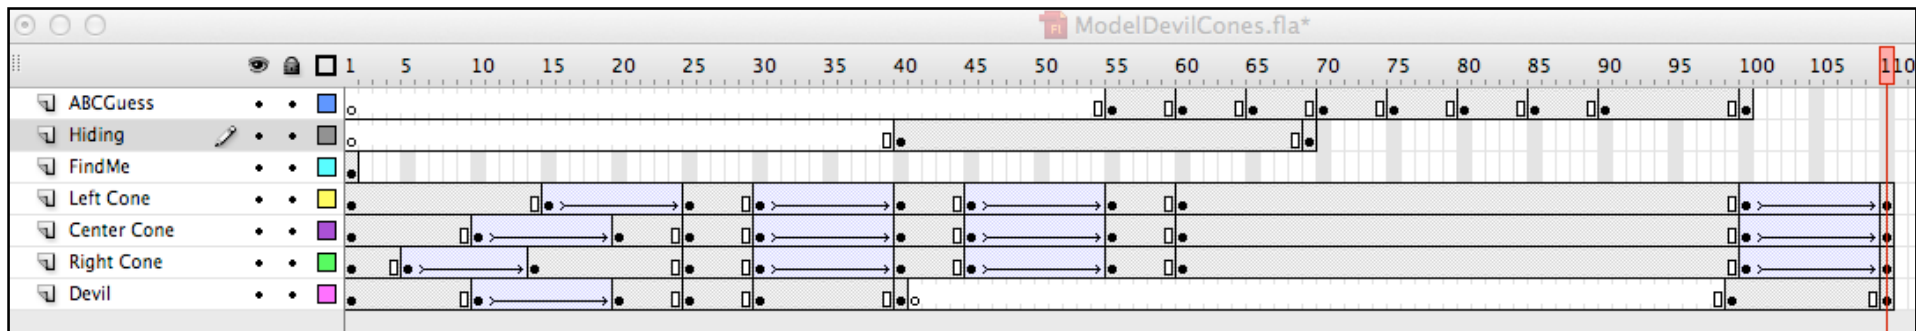 ModelDevilCones.fla*
1 5 10 15 20 25 30 35 40 45 50 55 60 65 70 75 80 85 90 95 100 105 110
ABCGuess
Hiding
FindMe
Left Cone
Center Cone
Right Cone
Devil